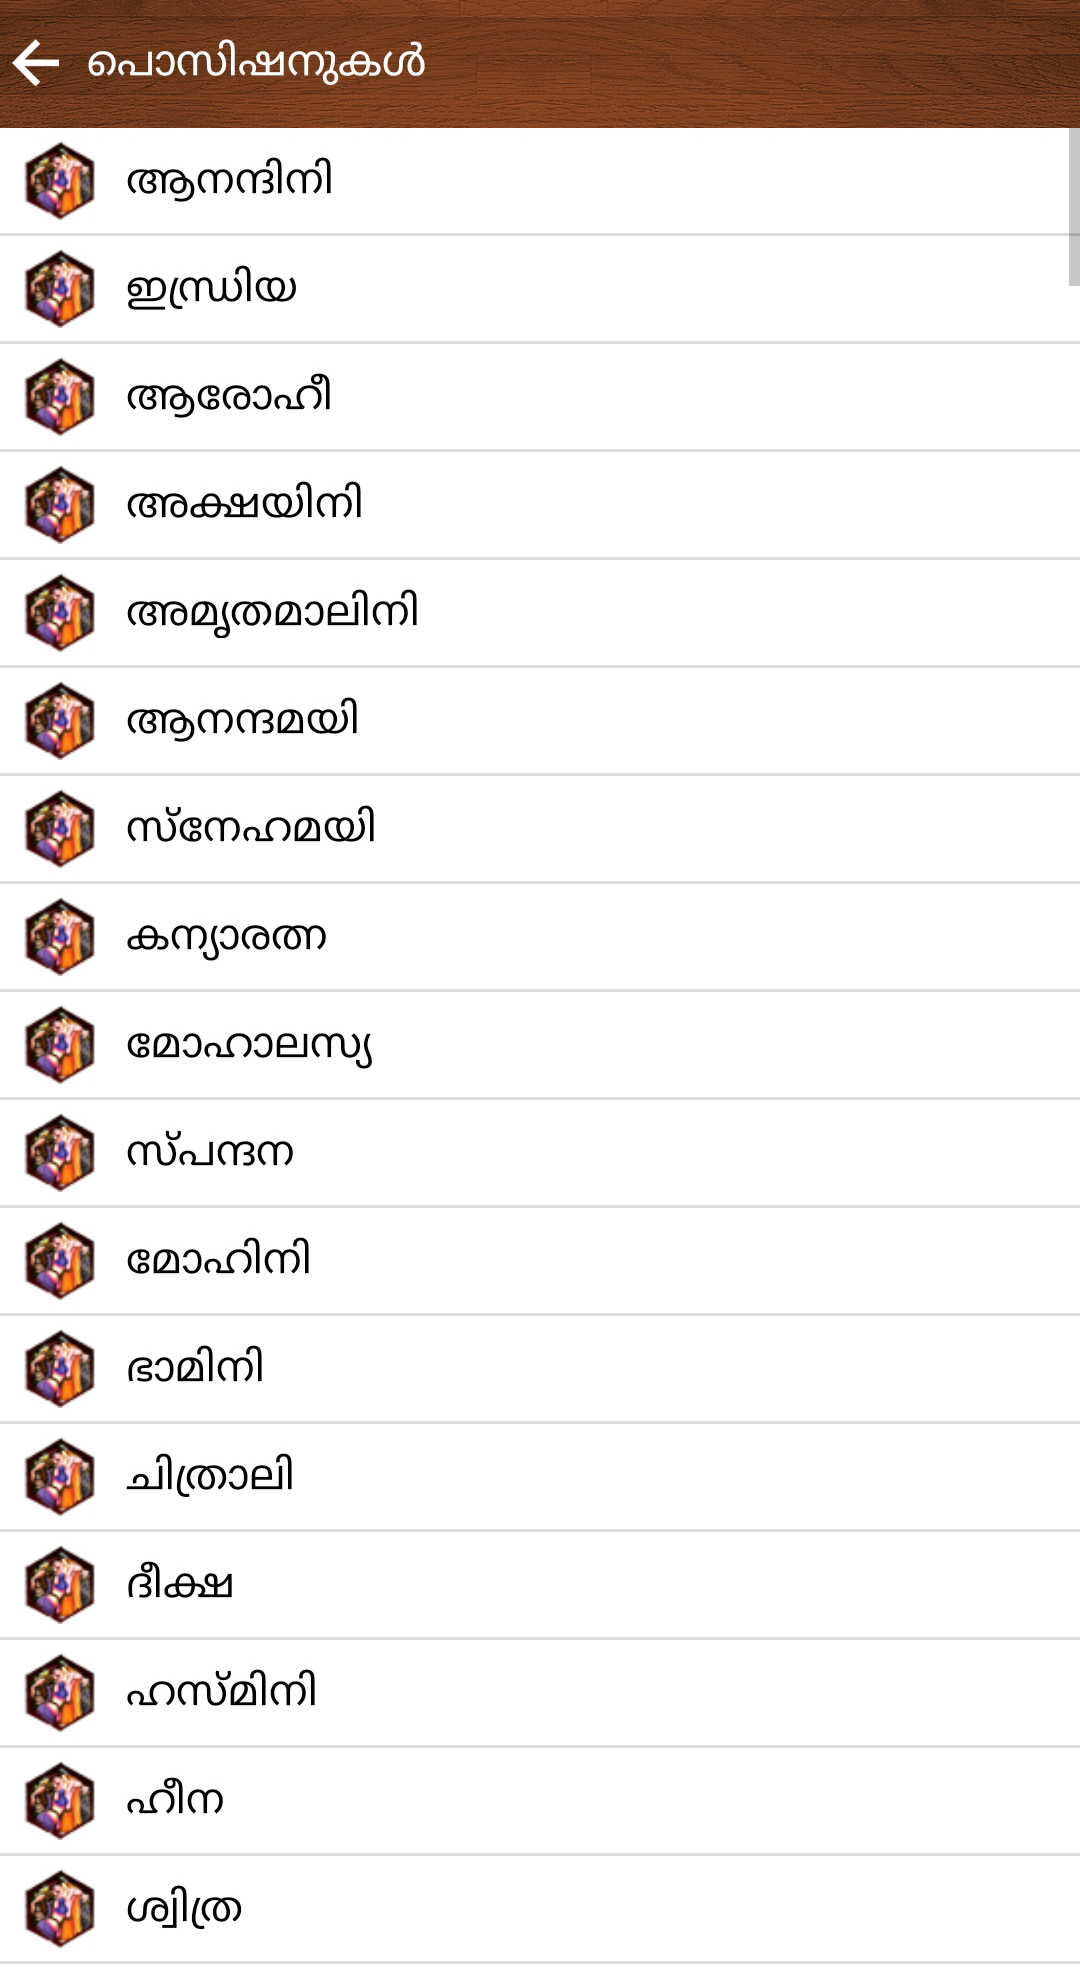 പൊസിഷനുകൾ
ആനന്ദിനി
ഇന്ധ്രിയ
ആരോഹീ
അക്ഷയിനി
അമൃതമാലിനി
ആനന്ദമയി
സ്നേഹമയി
കന്യാരത്ന
മോഹാലസ്യ
സ്പന്ദന
മോഹിനി
ഭാമിനി
ചിത്രാലി
ദീക്ഷ
ഹസ്മിനി
ഹീന
ശ്വിത്ര